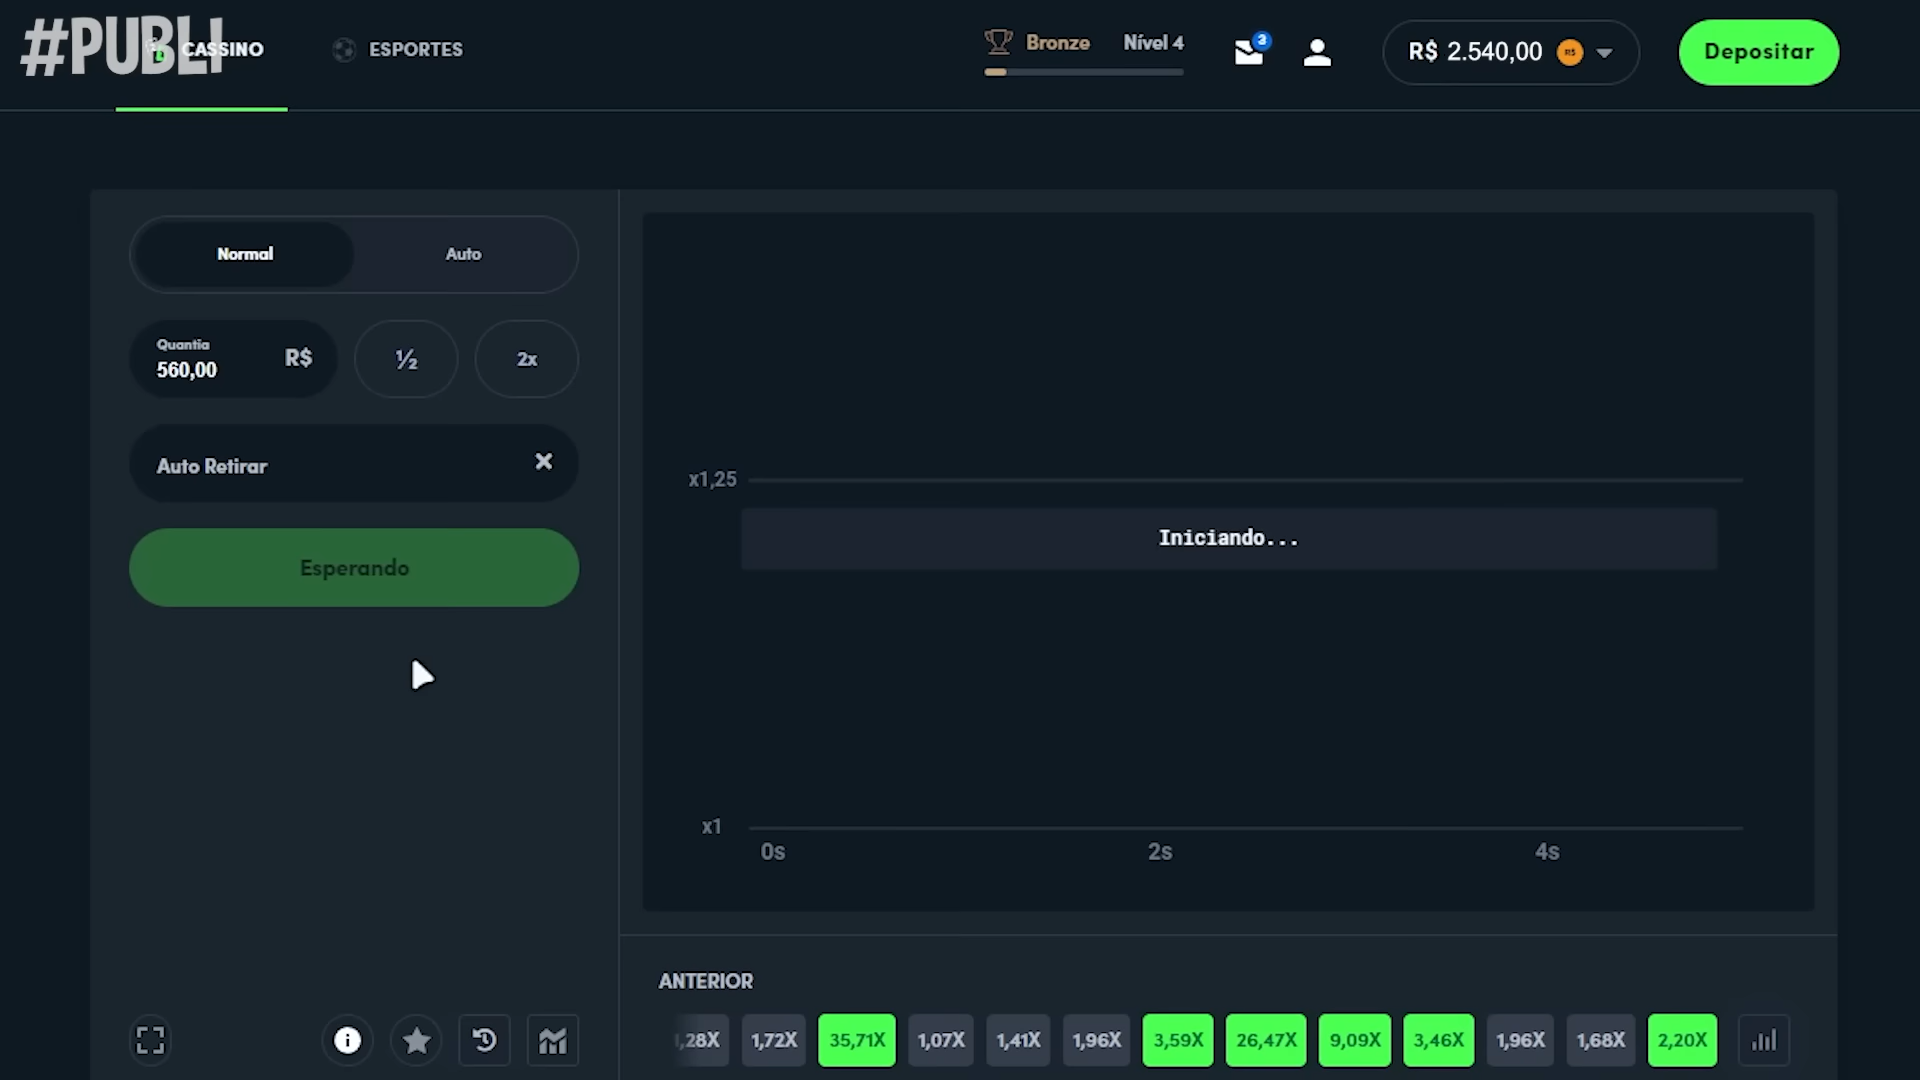 #PUBLI
CASSINO
ESPORTES
Bronze
Nível 4
3
R$ 2.540,00
R$
Depositar
Normal
Auto
Quantia
560,00
R$
½
2x
Auto Retirar
Esperando
x1,25
Iniciando...
x1
0s
2s
4s
ANTERIOR
,28X
1,72X
35,71X
1,07X
1,41X
1,96X
3,59X
26,47X
9,09X
3,46X
1,96X
1,68X
2,20X